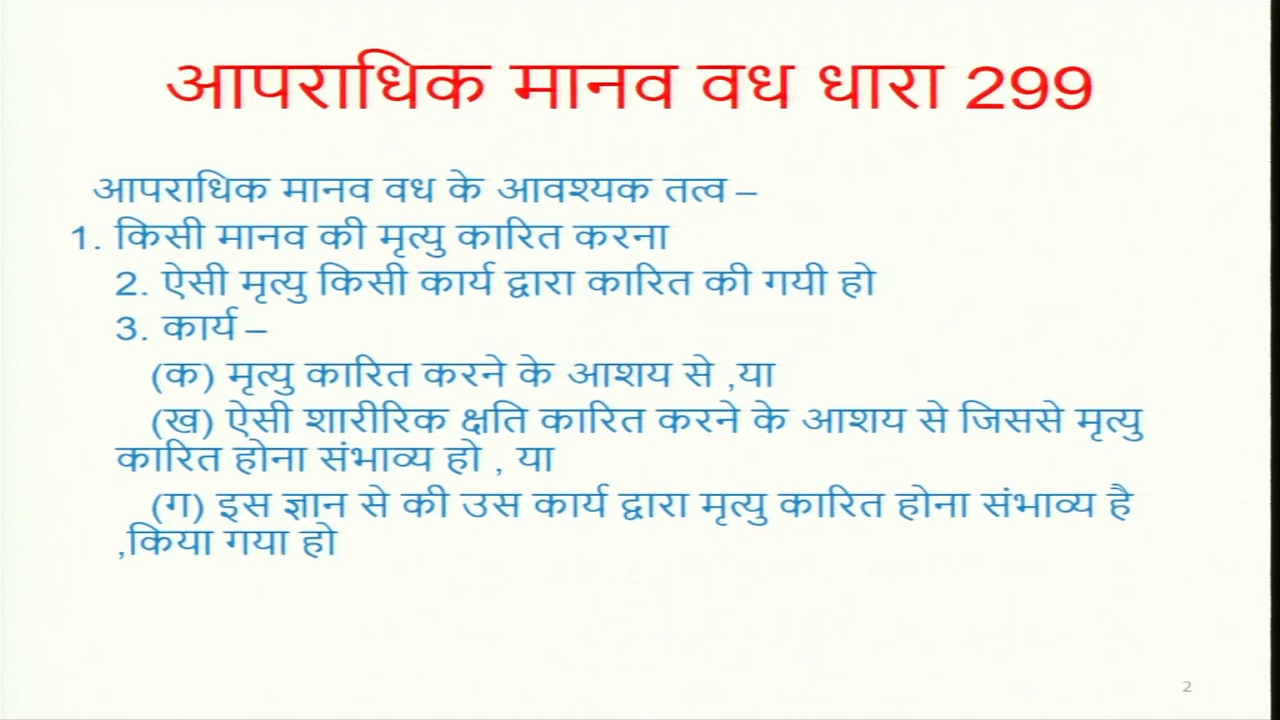 आपराधिक मानव वध धारा 299
आपराधिक मानव वध के आवश्यक तत्व –
1. किसी मानव की मृत्यु कारित करना
2. ऐसी मृत्यु किसी कार्य द्वारा कारित की गयी हो
3. कार्य –
(क) मृत्यु कारित करने के आशय से ,या
(ख) ऐसी शारीरिक क्षति कारित करने के आशय से जिससे मृत्यु
कारित होना संभाव्य हो , या
(ग) इस ज्ञान से की उस कार्य द्वारा मृत्यु कारित होना संभाव्य है
,किया गया हो
2